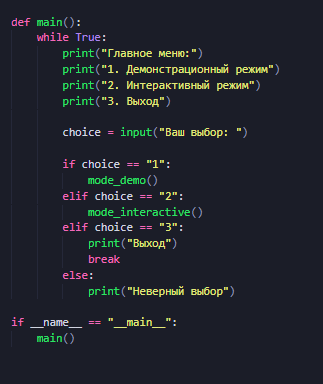 def main():
    while True:
        print("Главное меню:")
        print("1. Демонстрационный режим")
        print("2. Интерактивный режим")
        print("3. Выход")

        choice = input("Ваш выбор: ")

        if choice == "1":
            mode_demo()
        elif choice == "2":
            mode_interactive()
        elif choice == "3":
            print("Выход")
            break
        else:
            print("Неверный выбор")

if __name__ == "__main__":
    main()